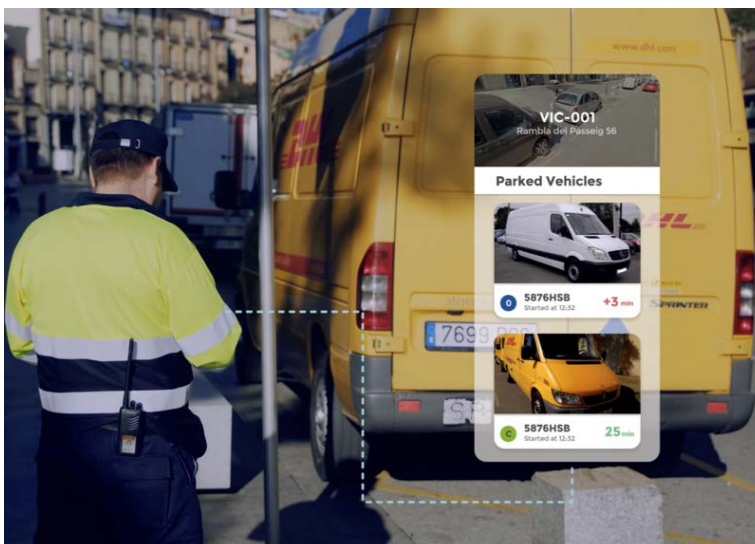 www.dhl.com
DHL
VIC-001
Rambla del Passeig 56
Parked Vehicles
DHL
O 5876HSB +3 min
Started at 12:32
SPRINTER
7699
C 5876HSB 25 min
Started at 12:32